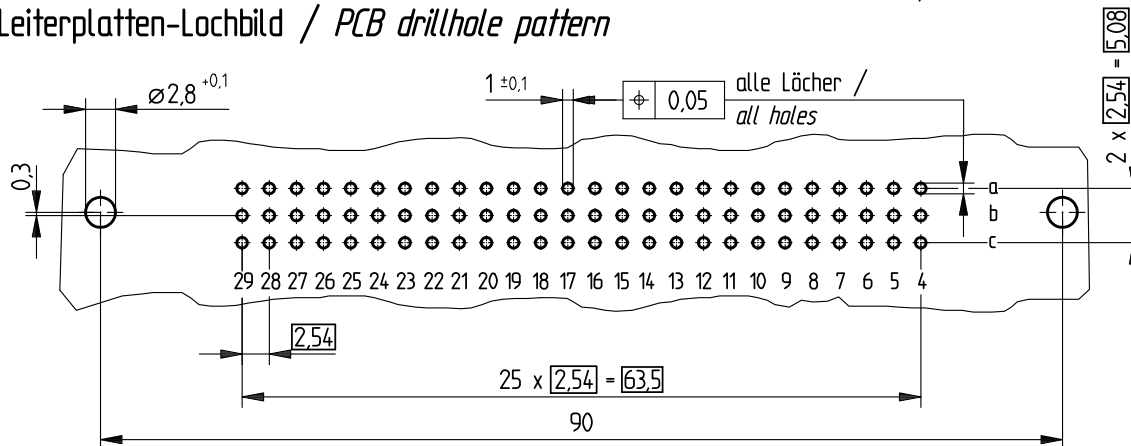 Leiterplatten-Lochbild / PCB drillhole pattern
2 x 2,54 = 5,08
⌀2,8 +0,1
1 ±0,1
⌖ 0,05
alle Löcher /
all holes
0,3
a
b
c
29 28 27 26 25 24 23 22 21 20 19 18 17 16 15 14 13 12 11 10 9 8 7 6 5 4
2,54
25 x 2,54 = 63,5
90